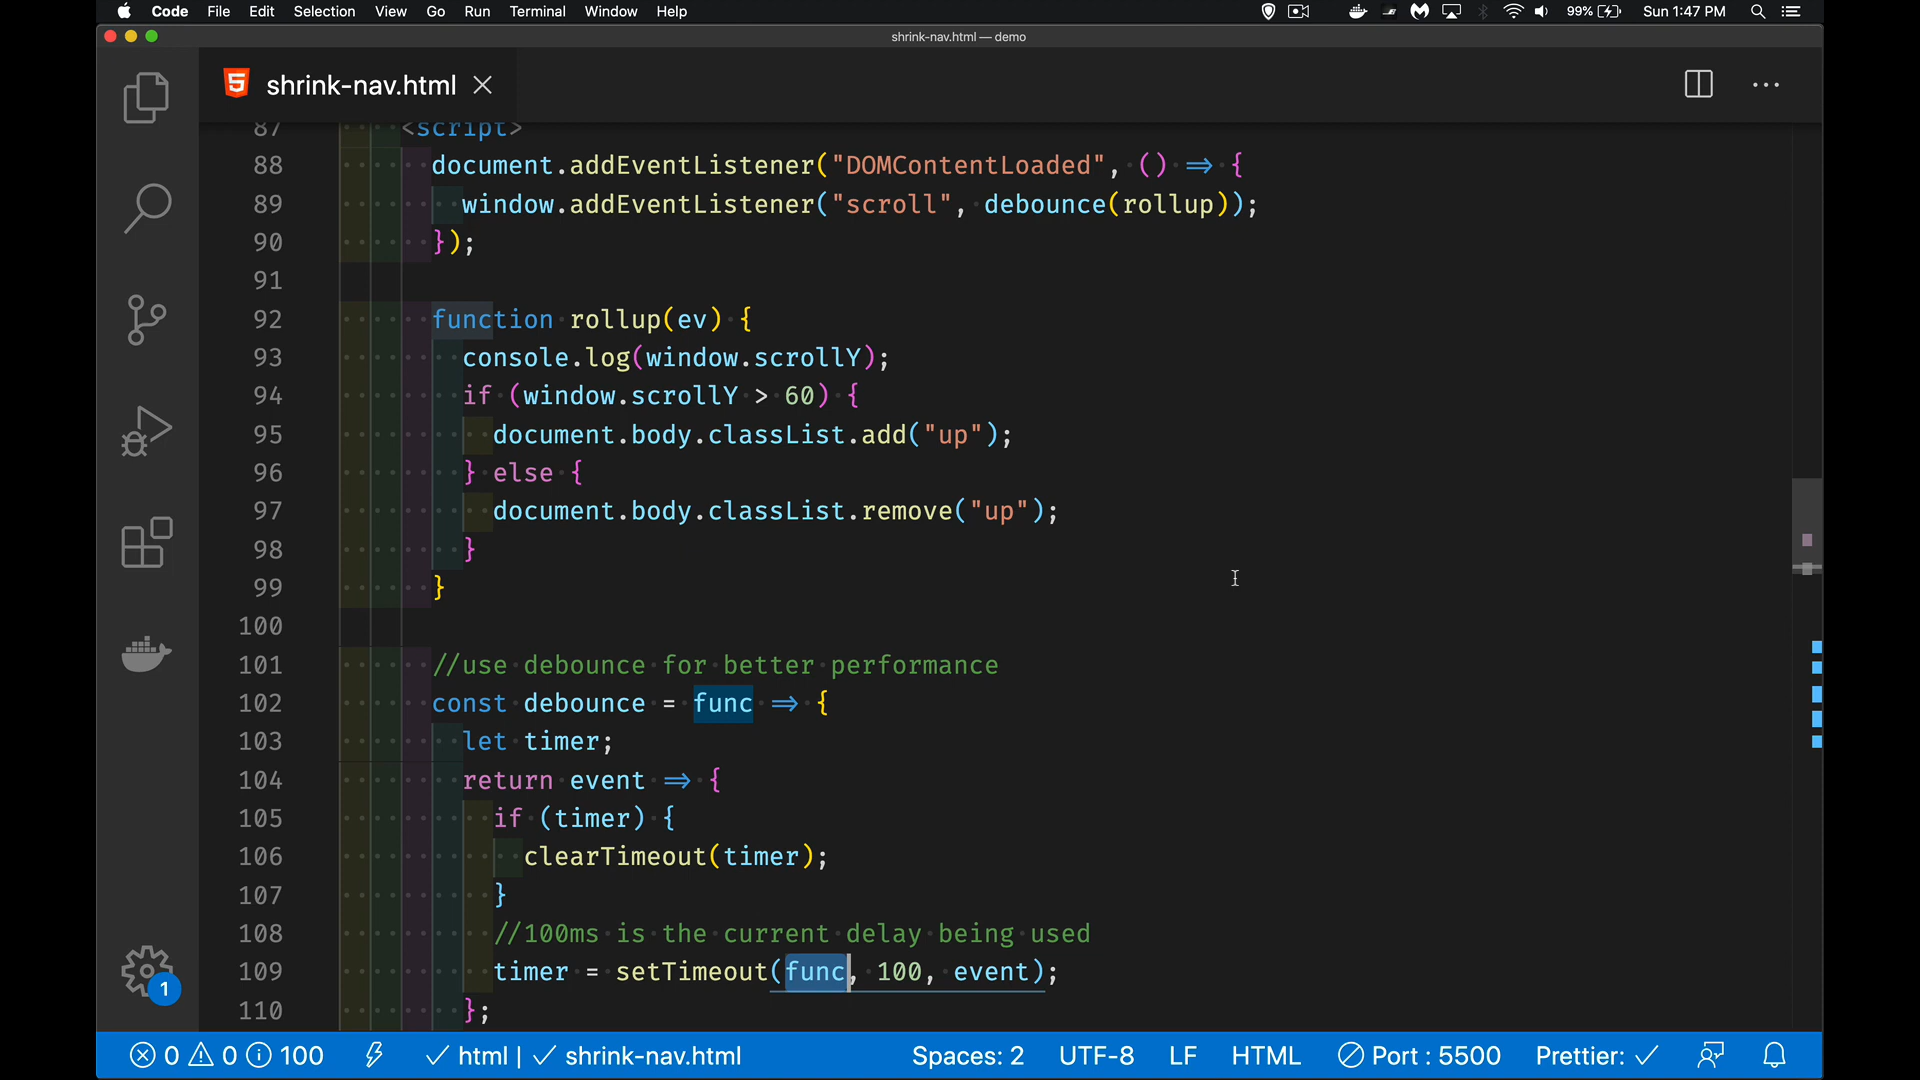 Code File Edit Selection View Go Run Terminal Window Help 99% Sun 1:47 PM
shrink-nav.html — demo
5 shrink-nav.html
87 <script>
88 document.addEventListener("DOMContentLoaded", () => {
89 window.addEventListener("scroll", debounce(rollup));
90 });
91
92 function rollup(ev) {
93 console.log(window.scrollY);
94 if (window.scrollY > 60) {
95 document.body.classList.add("up");
96 } else {
97 document.body.classList.remove("up");
98 }
99 }
100
101 //use debounce for better performance
102 const debounce = func => {
103 let timer;
104 return event => {
105 if (timer) {
106 clearTimeout(timer);
107 }
108 //100ms is the current delay being used
109 timer = setTimeout(func, 100, event);
110 };
1
0 0 100 html | shrink-nav.html Spaces: 2 UTF-8 LF HTML Port : 5500 Prettier: